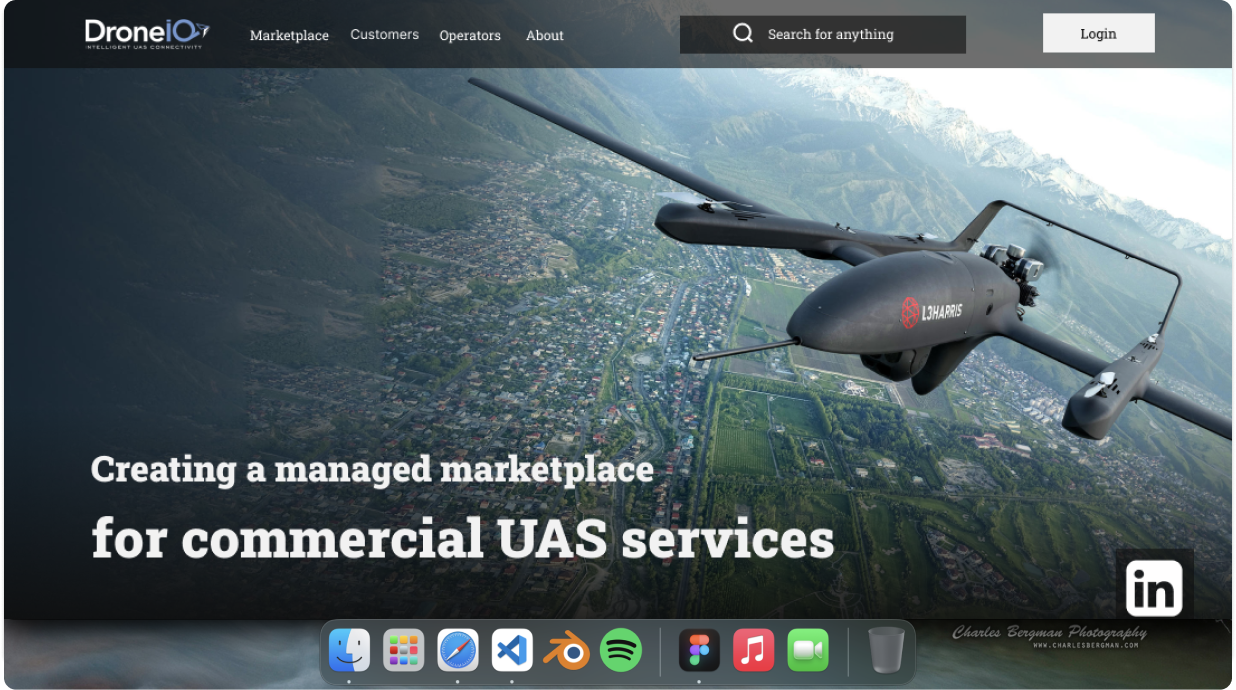 DroneiO
INTELLIGENT UAS CONNECTIVITY
Marketplace
Customers
Operators
About
Search for anything
Login
L3HARRIS
Creating a managed marketplace
for commercial UAS services
in
Charles Bergman Photography
WWW.CHARLESBERGMAN.COM